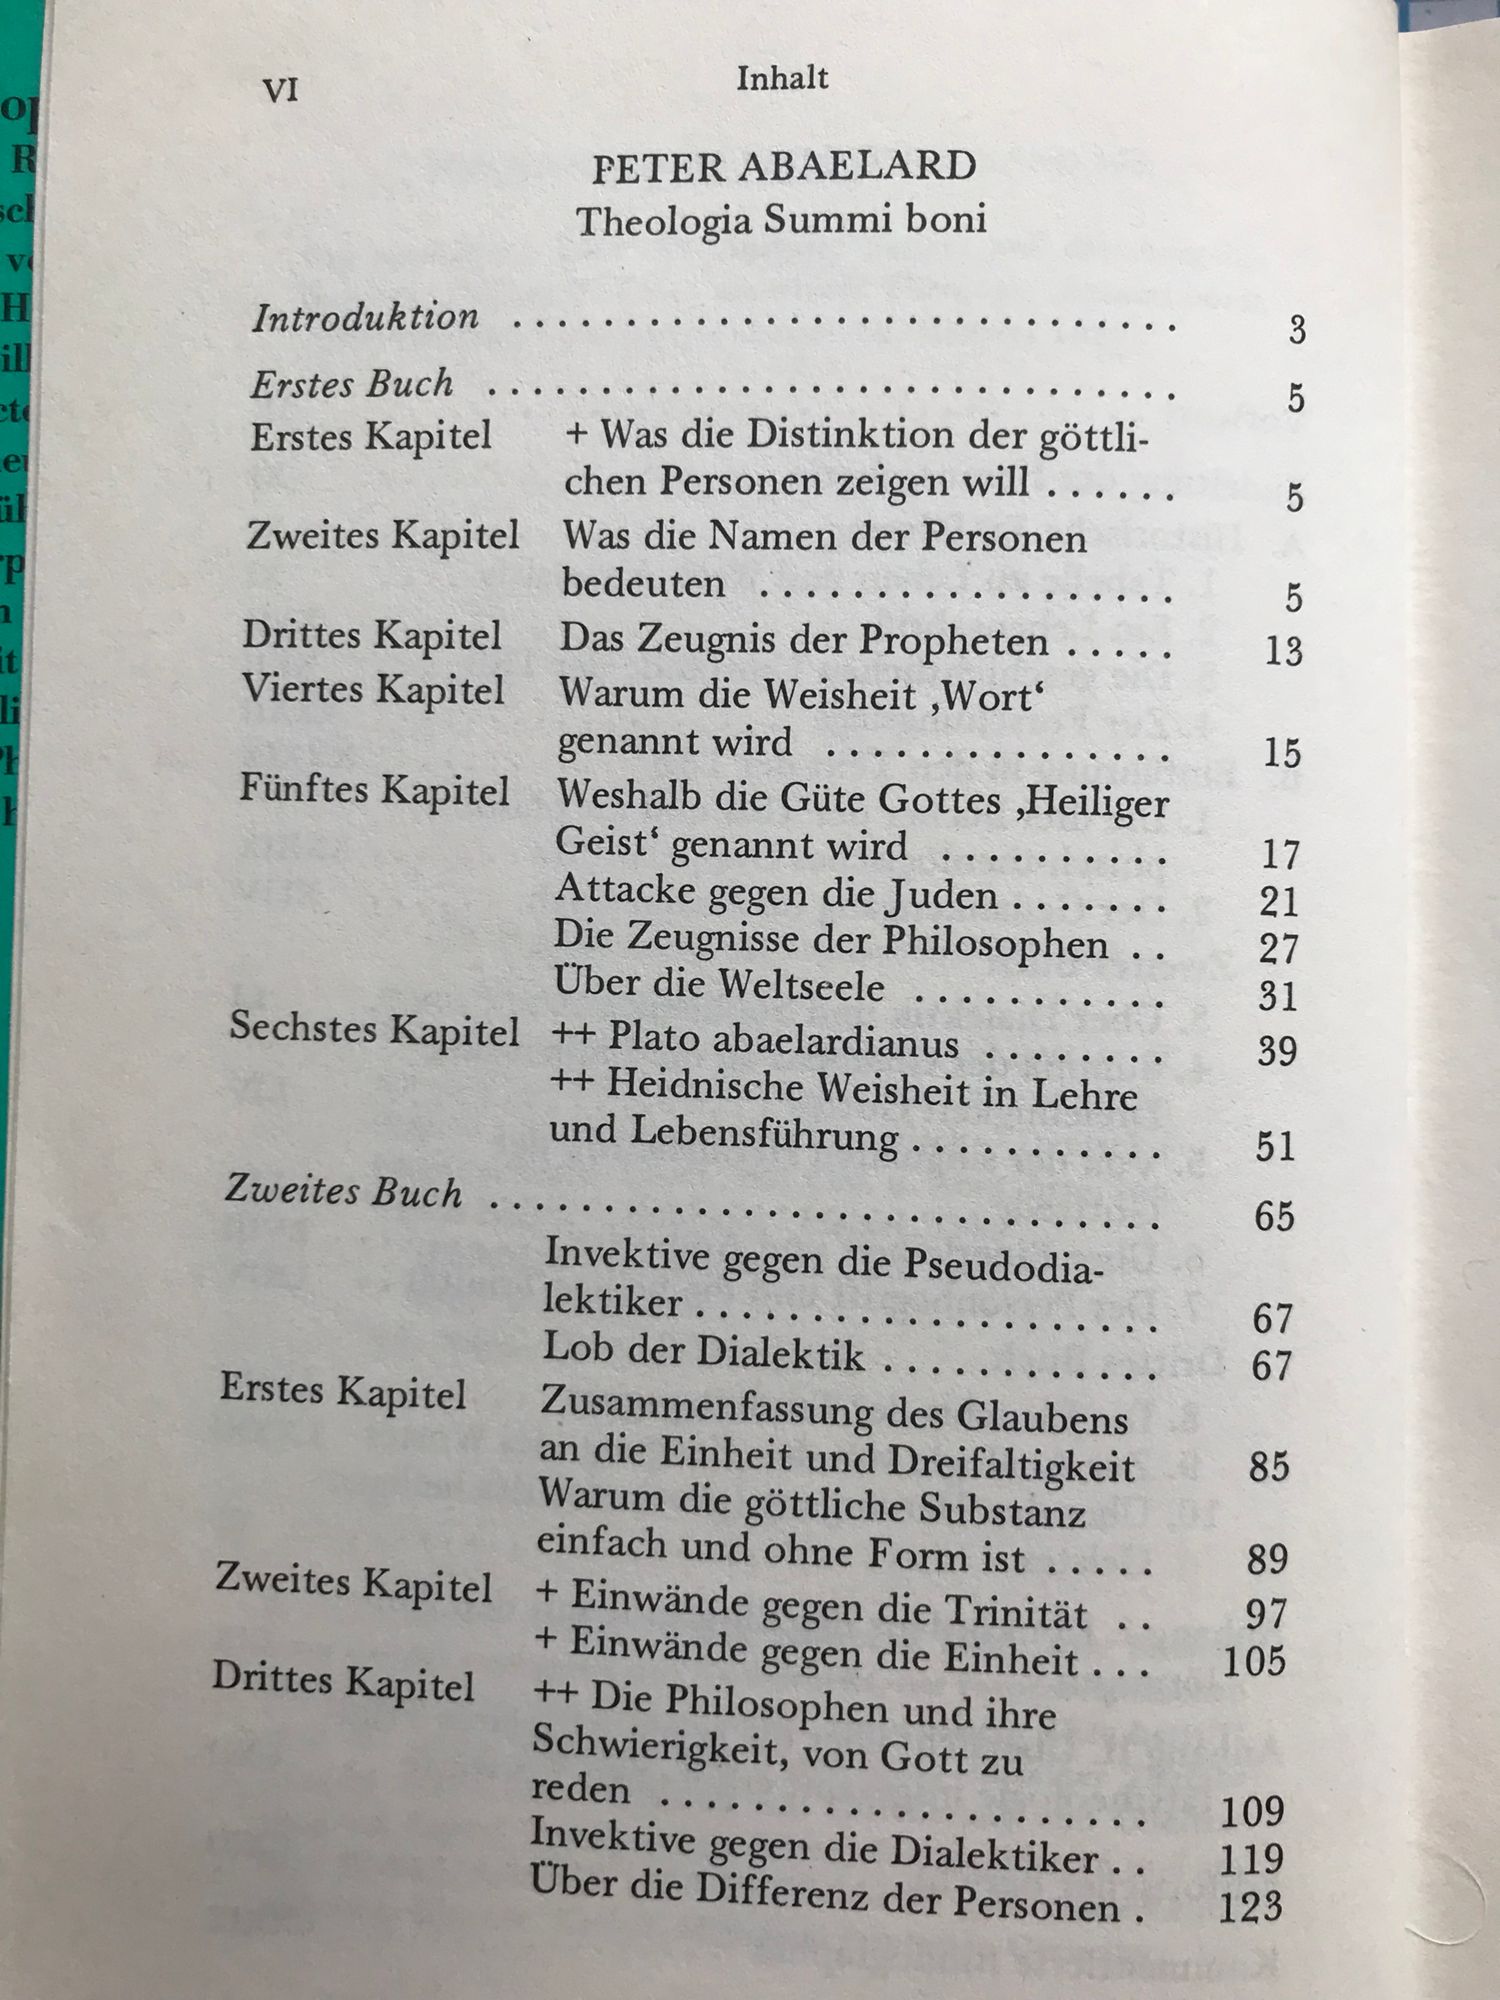 VI Inhalt
PETER ABAELARD
Theologia Summi boni
Introduktion .............................. 3
Erstes Buch .............................. 5
Erstes Kapitel + Was die Distinktion der göttli-
chen Personen zeigen will ...... 5
Zweites Kapitel Was die Namen der Personen
bedeuten .................. 5
Drittes Kapitel Das Zeugnis der Propheten ..... 13
Viertes Kapitel Warum die Weisheit ‚Wort‘
genannt wird ............... 15
Fünftes Kapitel Weshalb die Güte Gottes ‚Heiliger
Geist‘ genannt wird .......... 17
Attacke gegen die Juden ....... 21
Die Zeugnisse der Philosophen .. 27
Über die Weltseele ........... 31
Sechstes Kapitel ++ Plato abaelardianus ........ 39
++ Heidnische Weisheit in Lehre
und Lebensführung ........... 51
Zweites Buch .............................. 65
Invektive gegen die Pseudodia-
lektiker .................... 67
Lob der Dialektik ............ 67
Erstes Kapitel Zusammenfassung des Glaubens
an die Einheit und Dreifaltigkeit 85
Warum die göttliche Substanz
einfach und ohne Form ist ..... 89
Zweites Kapitel + Einwände gegen die Trinität .. 97
+ Einwände gegen die Einheit ... 105
Drittes Kapitel ++ Die Philosophen und ihre
Schwierigkeit, von Gott zu
reden ..................... 109
Invektive gegen die Dialektiker .. 119
Über die Differenz der Personen . 123